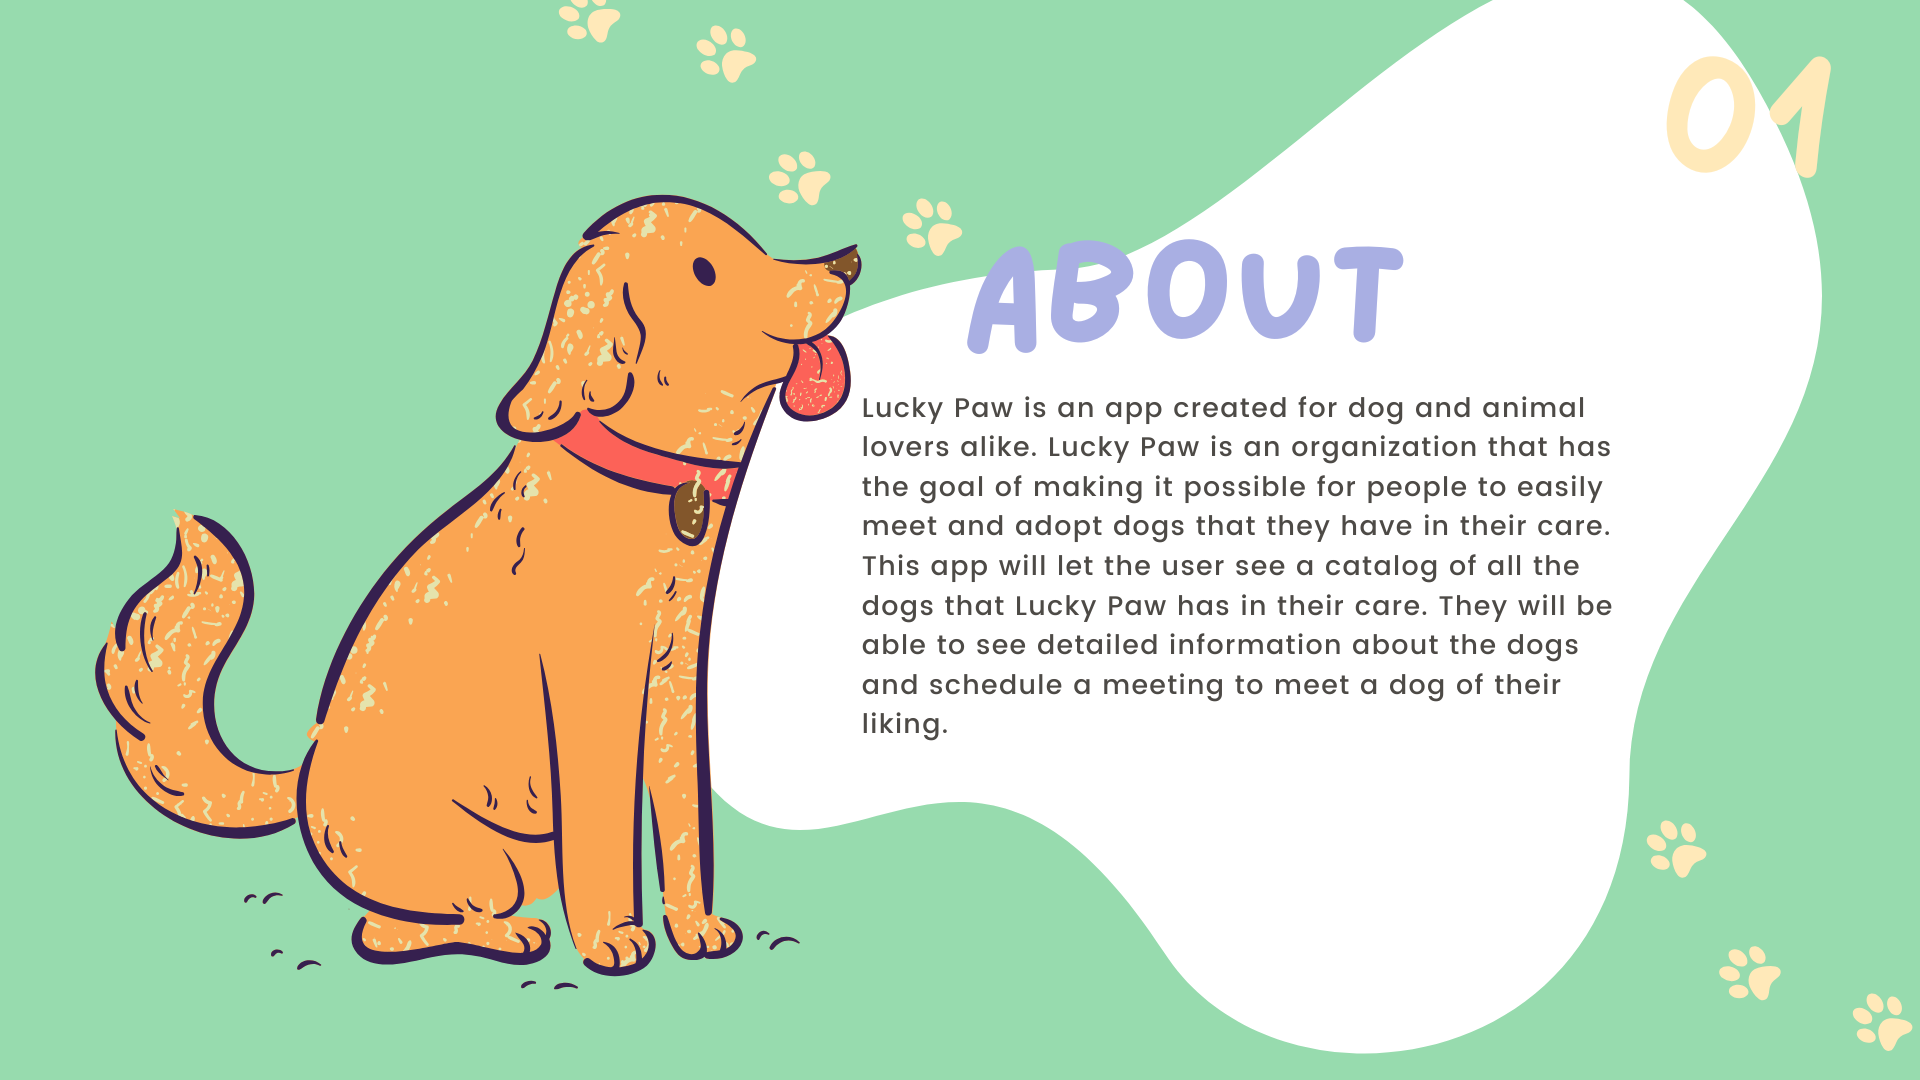 01
ABOUT
Lucky Paw is an app created for dog and animal
lovers alike. Lucky Paw is an organization that has
the goal of making it possible for people to easily
meet and adopt dogs that they have in their care.
This app will let the user see a catalog of all the
dogs that Lucky Paw has in their care. They will be
able to see detailed information about the dogs
and schedule a meeting to meet a dog of their
liking.